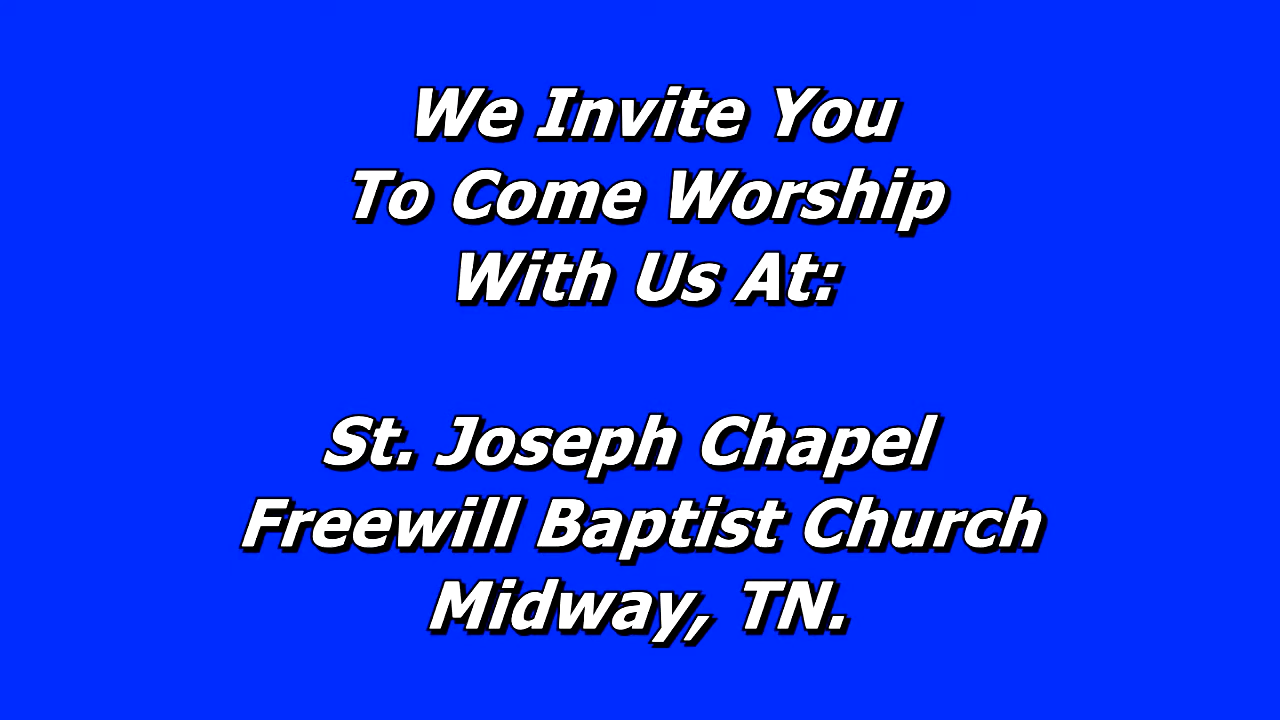 We Invite You
To Come Worship
With Us At:
St. Joseph Chapel
Freewill Baptist Church
Midway, TN.